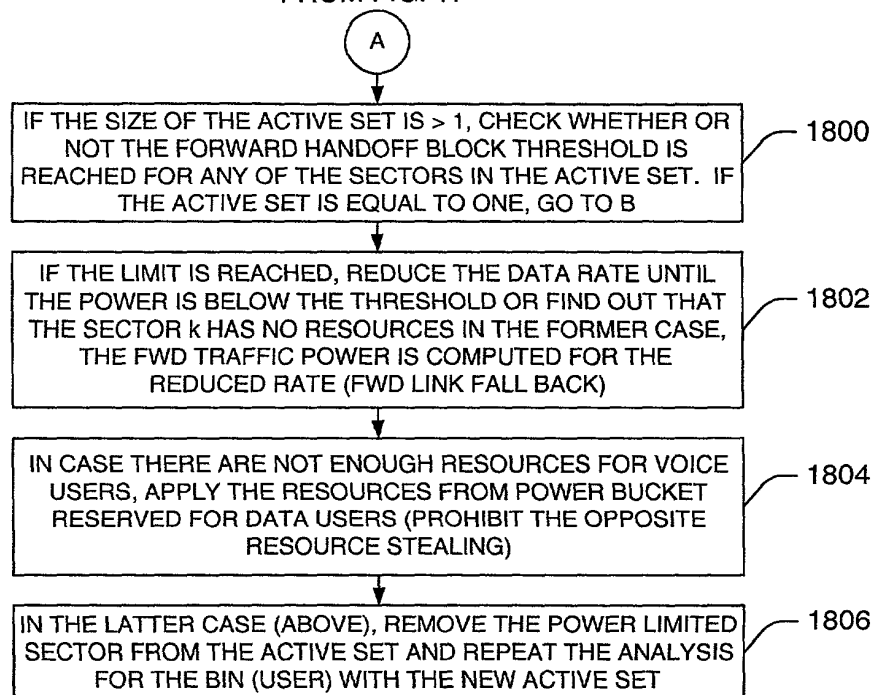 A
IF THE SIZE OF THE ACTIVE SET IS > 1, CHECK WHETHER OR
NOT THE FORWARD HANDOFF BLOCK THRESHOLD IS
REACHED FOR ANY OF THE SECTORS IN THE ACTIVE SET. IF
THE ACTIVE SET IS EQUAL TO ONE, GO TO B
1800
IF THE LIMIT IS REACHED, REDUCE THE DATA RATE UNTIL
THE POWER IS BELOW THE THRESHOLD OR FIND OUT THAT
THE SECTOR k HAS NO RESOURCES IN THE FORMER CASE,
THE FWD TRAFFIC POWER IS COMPUTED FOR THE
REDUCED RATE (FWD LINK FALL BACK)
1802
IN CASE THERE ARE NOT ENOUGH RESOURCES FOR VOICE
USERS, APPLY THE RESOURCES FROM POWER BUCKET
RESERVED FOR DATA USERS (PROHIBIT THE OPPOSITE
RESOURCE STEALING)
1804
IN THE LATTER CASE (ABOVE), REMOVE THE POWER LIMITED
SECTOR FROM THE ACTIVE SET AND REPEAT THE ANALYSIS
FOR THE BIN (USER) WITH THE NEW ACTIVE SET
1806